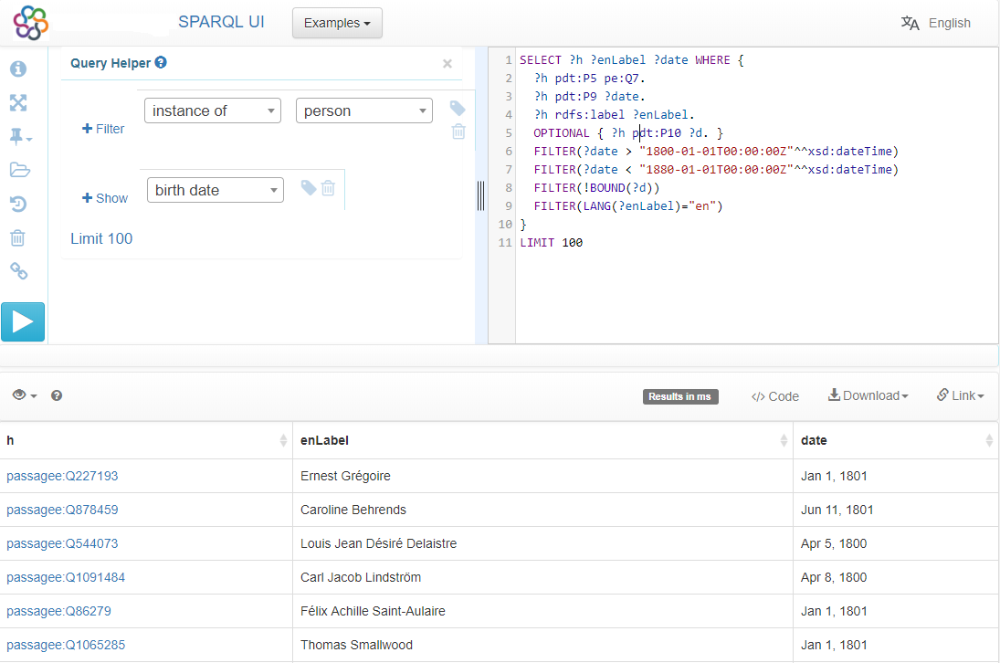 SPARQL UI
Examples
English
Query Helper
+ Filter
instance of
person
+ Show
birth date
Limit 100
1 SELECT ?h ?enLabel ?date WHERE {
2 ?h pdt:P5 pe:Q7.
3 ?h pdt:P9 ?date.
4 ?h rdfs:label ?enLabel.
5 OPTIONAL { ?h pdt:P10 ?d. }
6 FILTER(?date > "1800-01-01T00:00:00Z"^^xsd:dateTime)
7 FILTER(?date < "1880-01-01T00:00:00Z"^^xsd:dateTime)
8 FILTER(!BOUND(?d))
9 FILTER(LANG(?enLabel)="en")
10 }
11 LIMIT 100
Results in ms
</> Code
Download
Link
h enLabel date
passagee:Q227193 Ernest Grégoire Jan 1, 1801
passagee:Q878459 Caroline Behrends Jun 11, 1801
passagee:Q544073 Louis Jean Désiré Delaistre Apr 5, 1800
passagee:Q1091484 Carl Jacob Lindström Apr 8, 1800
passagee:Q86279 Félix Achille Saint-Aulaire Jan 1, 1801
passagee:Q1065285 Thomas Smallwood Jan 1, 1801